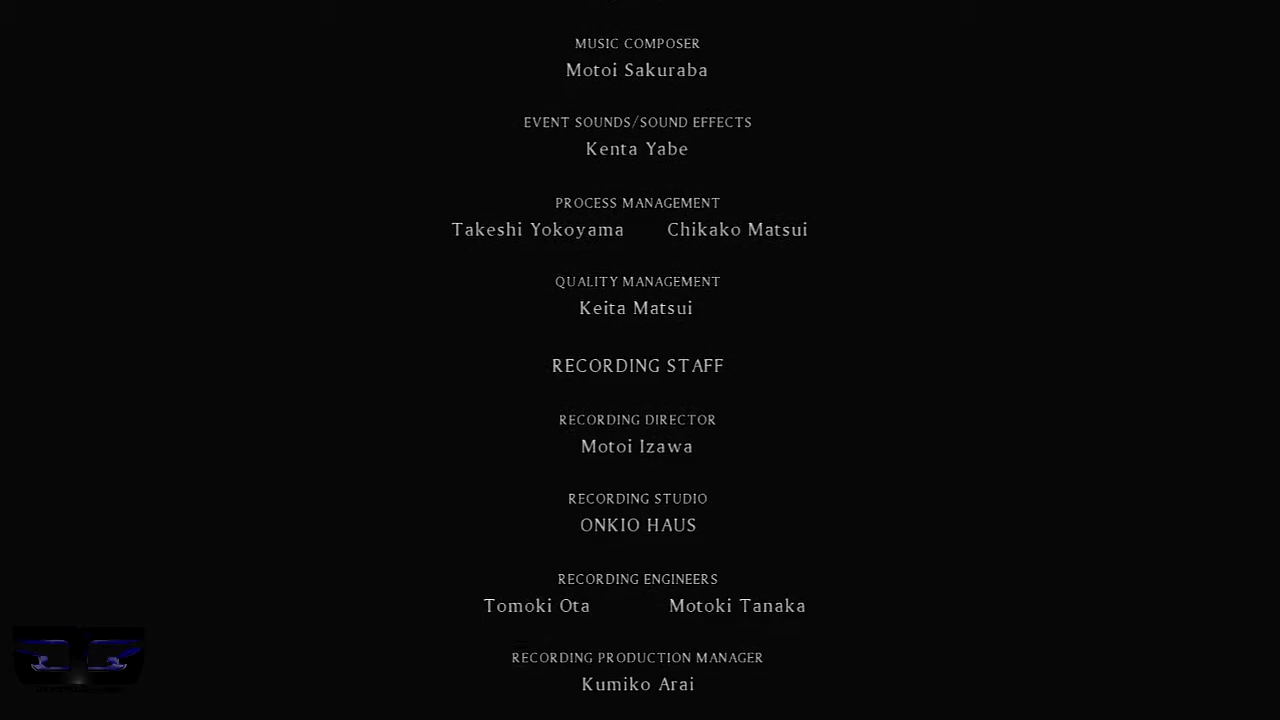 MUSIC COMPOSER
Motoi Sakuraba
EVENT SOUNDS/SOUND EFFECTS
Kenta Yabe
PROCESS MANAGEMENT
Takeshi Yokoyama Chikako Matsui
QUALITY MANAGEMENT
Keita Matsui
RECORDING STAFF
RECORDING DIRECTOR
Motoi Izawa
RECORDING STUDIO
ONKIO HAUS
RECORDING ENGINEERS
Tomoki Ota Motoki Tanaka
RECORDING PRODUCTION MANAGER
Kumiko Arai